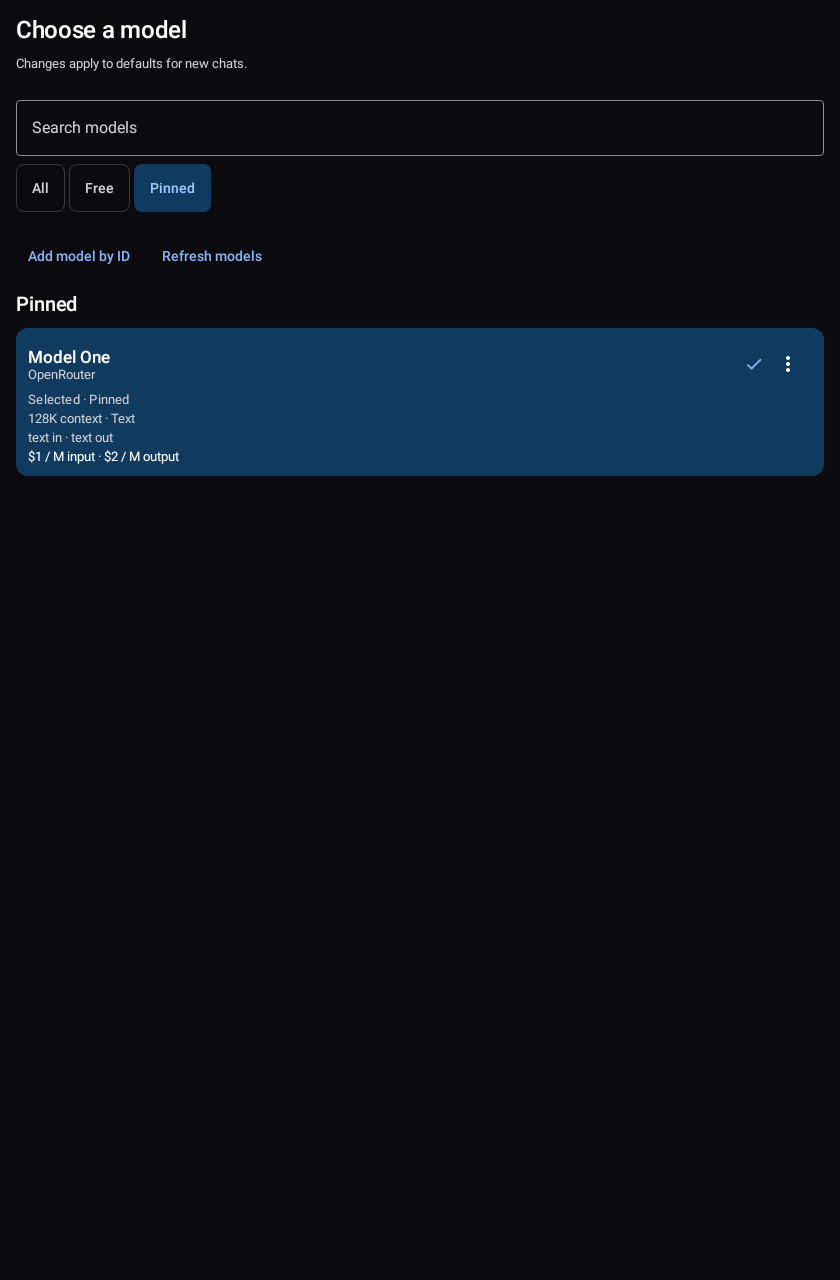 Choose a model
Changes apply to defaults for new chats.
Search models
All
Free
Pinned
Add model by ID
Refresh models
Pinned
Model One
OpenRouter
Selected · Pinned
128K context · Text
text in · text out
$1 / M input · $2 / M output